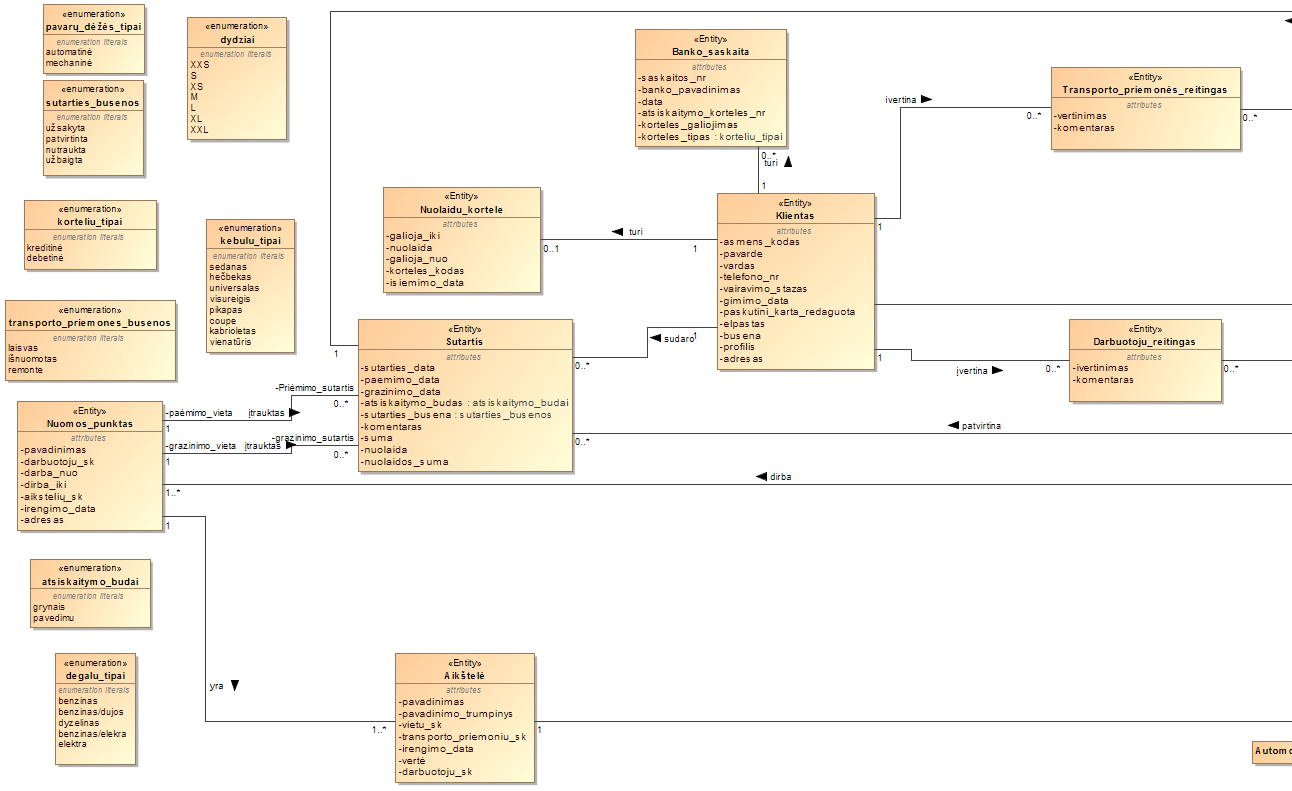 «enumeration»
pavarų_dėžės_tipai
enumeration literals
automatinė
mechaninė
«enumeration»
sutarties_busenos
enumeration literals
užsakyta
patvirtinta
nutraukta
užbaigta
«enumeration»
dydziai
enumeration literals
XXS
S
XS
M
L
XL
XXL
«enumeration»
korteliu_tipai
enumeration literals
kreditinė
debetinė
«enumeration»
kebulu_tipai
enumeration literals
sedanas
hečbekas
universalas
visureigis
pikapas
coupe
kabrioletas
vienatūris
«enumeration»
transporto_priemones_busenos
enumeration literals
laisvas
išnuomotas
remonte
«Entity»
Banko_saskaita
attributes
-saskaitos_nr
-banko_pavadinimas
-data
-atsiskaitymo_korteles_nr
-korteles_galiojimas
-korteles_tipas : korteliu_tipai
0..*
turi
1
«Entity»
Transporto_priemonės_reitingas
attributes
-vertinimas
-komentaras
ivertina
0..*
0..*
1
«Entity»
Nuolaidu_kortele
attributes
-galioja_iki
-nuolaida
-galioja_nuo
-korteles_kodas
-isiemimo_data
turi
0..1
1
«Entity»
Klientas
attributes
-asmens_kodas
-pavarde
-vardas
-telefono_nr
-vairavimo_stazas
-gimimo_data
-paskutini_karta_redaguota
-elpastas
-busena
-profilis
-adresas
«Entity»
Sutartis
attributes
-sutarties_data
-paemimo_data
-grazinimo_data
-atsiskaitymo_budas : atsiskaitymo_budai
-sutarties_busena : sutarties_busenos
-komentaras
-suma
-nuolaida
-nuolaidos_suma
1
sudaro
1
0..*
«Entity»
Darbuotoju_reitingas
attributes
-ivertinimas
-komentaras
1
įvertina
0..*
0..*
«Entity»
Nuomos_punktas
attributes
-pavadinimas
-darbuotoju_sk
-darba_nuo
-dirba_iki
-aikstelių_sk
-irengimo_data
-adresas
-paėmimo_vieta
įtrauktas
-Priėmimo_sutartis
1
0..*
-grazinimo_vieta
įtrauktas
-grazinimo_sutartis
1
0..*
patvirtina
0..*
dirba
1..*
1
«enumeration»
atsiskaitymo_budai
enumeration literals
grynais
pavedimu
«enumeration»
degalu_tipai
enumeration literals
benzinas
benzinas/dujos
dyzelinas
benzinas/elekra
elektra
yra
1..*
«Entity»
Aikštelė
attributes
-pavadinimas
-pavadinimo_trumpinys
-vietu_sk
-transporto_priemoniu_sk
-irengimo_data
-vertė
-darbuotoju_sk
1